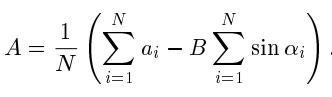 A = \frac{1}{N} \left( \sum_{i=1}^{N} a_i - B \sum_{i=1}^{N} \sin \alpha_i \right).